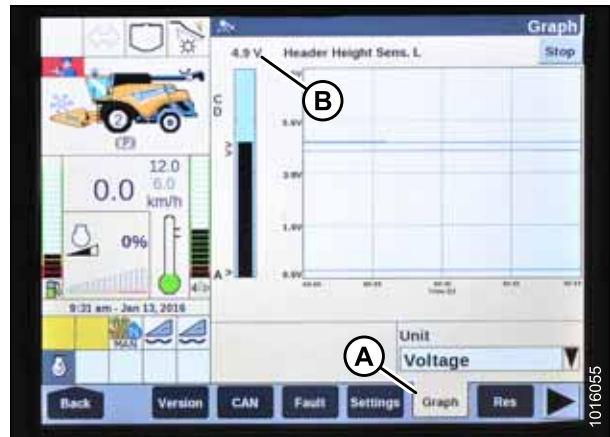 Graph
4.9 V
Header Height Sens. L
Stop
B
C
D
5.6V
3.8V
1.9V
0.0V
A >
2
(P)
0.0
12.0
6.0
km/h
0%
9:31 am - Jan 13, 2016
MAN
Unit
Voltage
A
Back
Version
CAN
Fault
Settings
Graph
Res
1016055